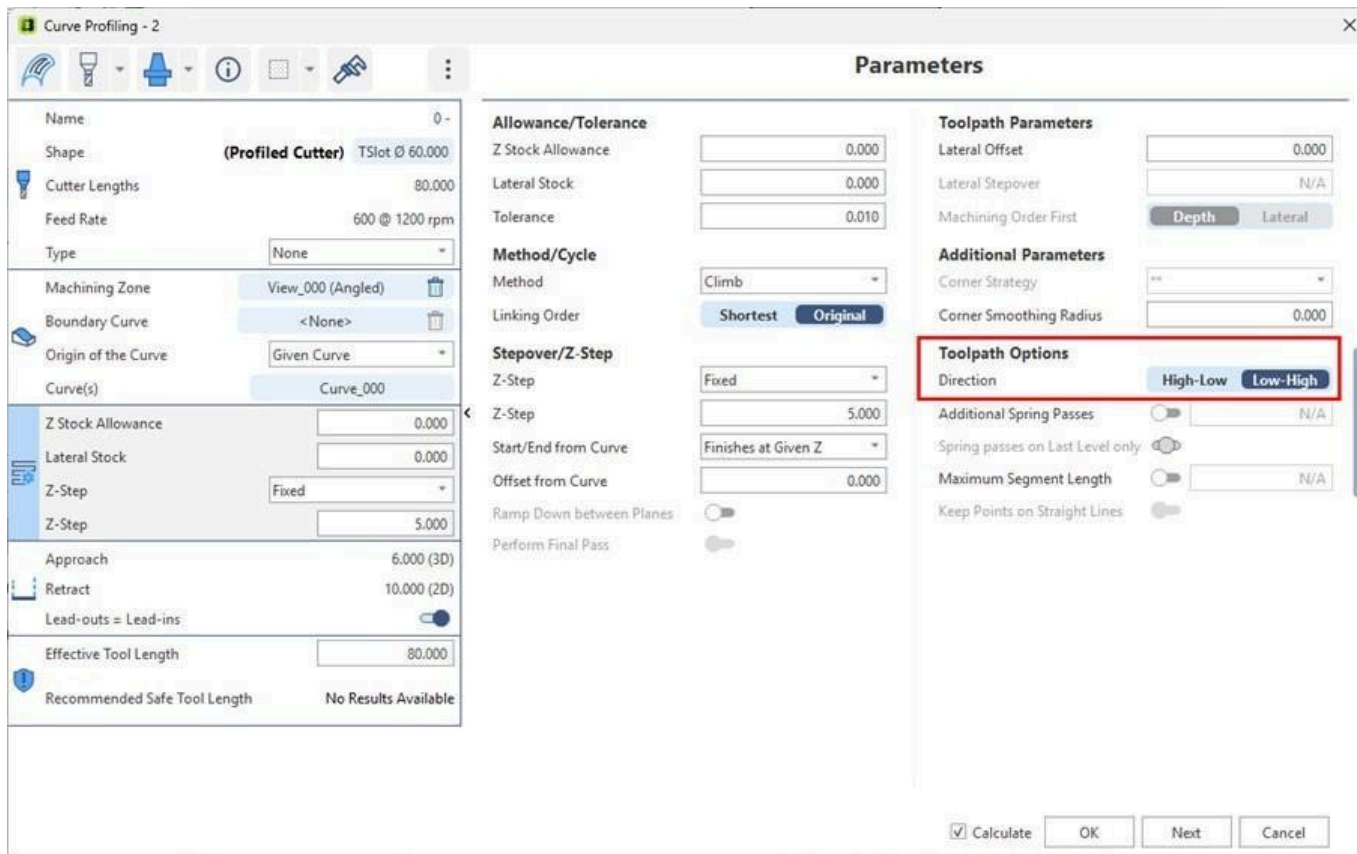 Curve Profiling - 2
Parameters
Name 0 -
Shape (Profiled Cutter) TSlot Ø 60.000
Cutter Lengths 80.000
Feed Rate 600 @ 1200 rpm
Type None
Machining Zone View_000 (Angled)
Boundary Curve <None>
Origin of the Curve Given Curve
Curve(s) Curve_000
Z Stock Allowance 0.000
Lateral Stock 0.000
Z-Step Fixed
Z-Step 5.000
Approach 6.000 (3D)
Retract 10.000 (2D)
Lead-outs = Lead-ins
Effective Tool Length 80.000
Recommended Safe Tool Length No Results Available
Allowance/Tolerance
Z Stock Allowance 0.000
Lateral Stock 0.000
Tolerance 0.010
Method/Cycle
Method Climb
Linking Order Shortest Original
Stepover/Z-Step
Z-Step Fixed
Z-Step 5.000
Start/End from Curve Finishes at Given Z
Offset from Curve 0.000
Ramp Down between Planes
Perform Final Pass
Toolpath Parameters
Lateral Offset 0.000
Lateral Stepover N/A
Machining Order First Depth Lateral
Additional Parameters
Corner Strategy **
Corner Smoothing Radius 0.000
Toolpath Options
Direction High-Low Low-High
Additional Spring Passes N/A
Spring passes on Last Level only
Maximum Segment Length N/A
Keep Points on Straight Lines
Calculate OK Next Cancel